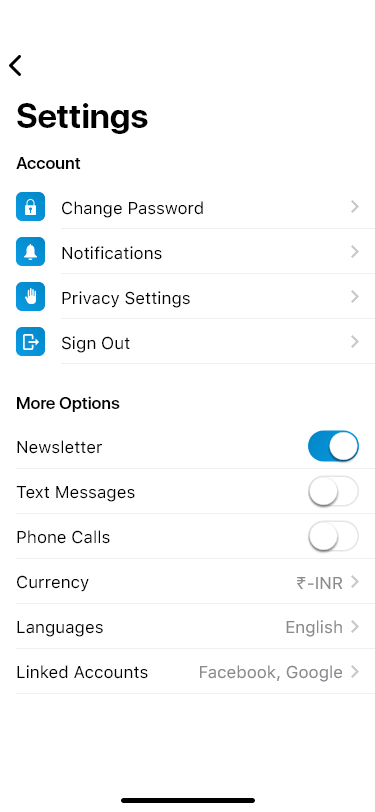 Settings
Account
Change Password
Notifications
Privacy Settings
Sign Out
More Options
Newsletter
Text Messages
Phone Calls
Currency ₹-INR
Languages English
Linked Accounts Facebook, Google